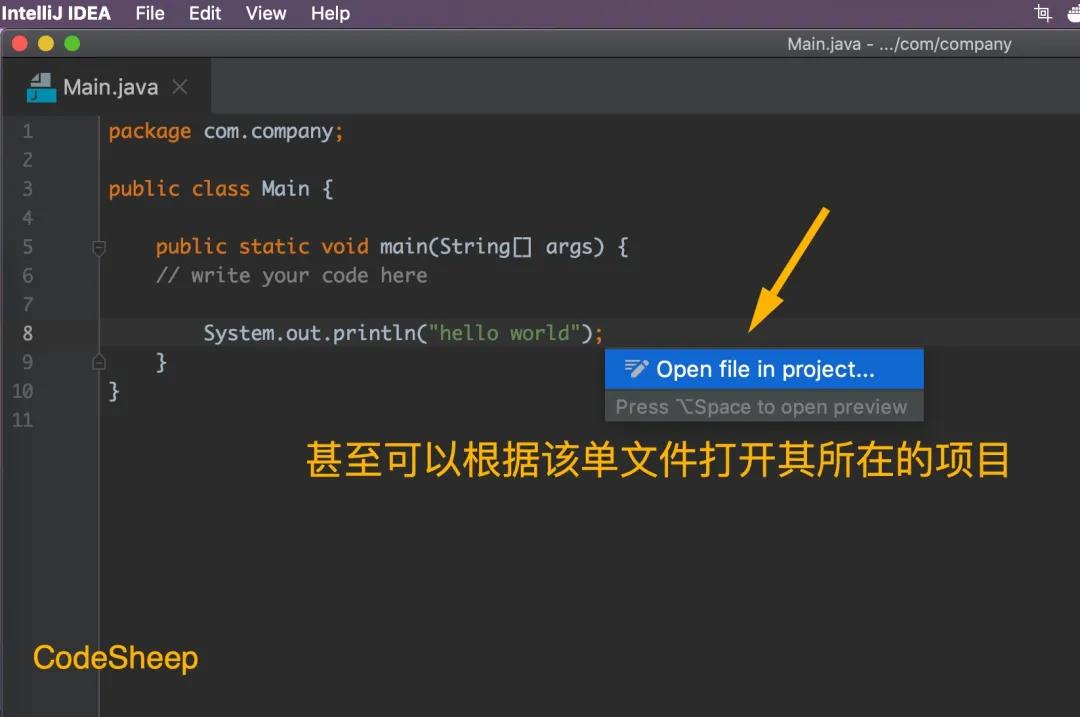 IntelliJ IDEA File Edit View Help
Main.java - .../com/company
Main.java
1 package com.company;
2
3 public class Main {
4
5 public static void main(String[] args) {
6 // write your code here
7
8 System.out.println("hello world");
9 }
Open file in project...
10 }
Press ⌥Space to open preview
11
甚至可以根据该单文件打开其所在的项目
CodeSheep